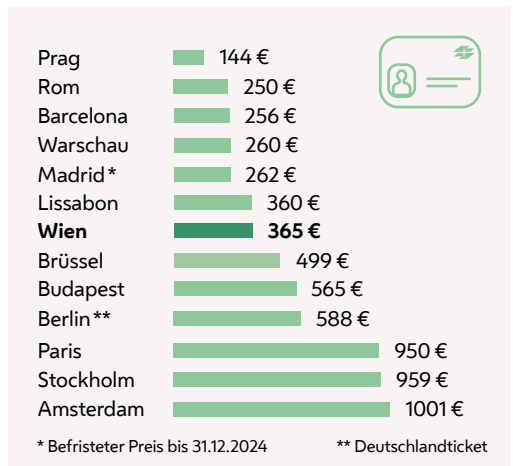 Prag 144 €
Rom 250 €
Barcelona 256 €
Warschau 260 €
Madrid* 262 €
Lissabon 360 €
Wien 365 €
Brüssel 499 €
Budapest 565 €
Berlin** 588 €
Paris 950 €
Stockholm 959 €
Amsterdam 1001 €
* Befristeter Preis bis 31.12.2024 ** Deutschlandticket